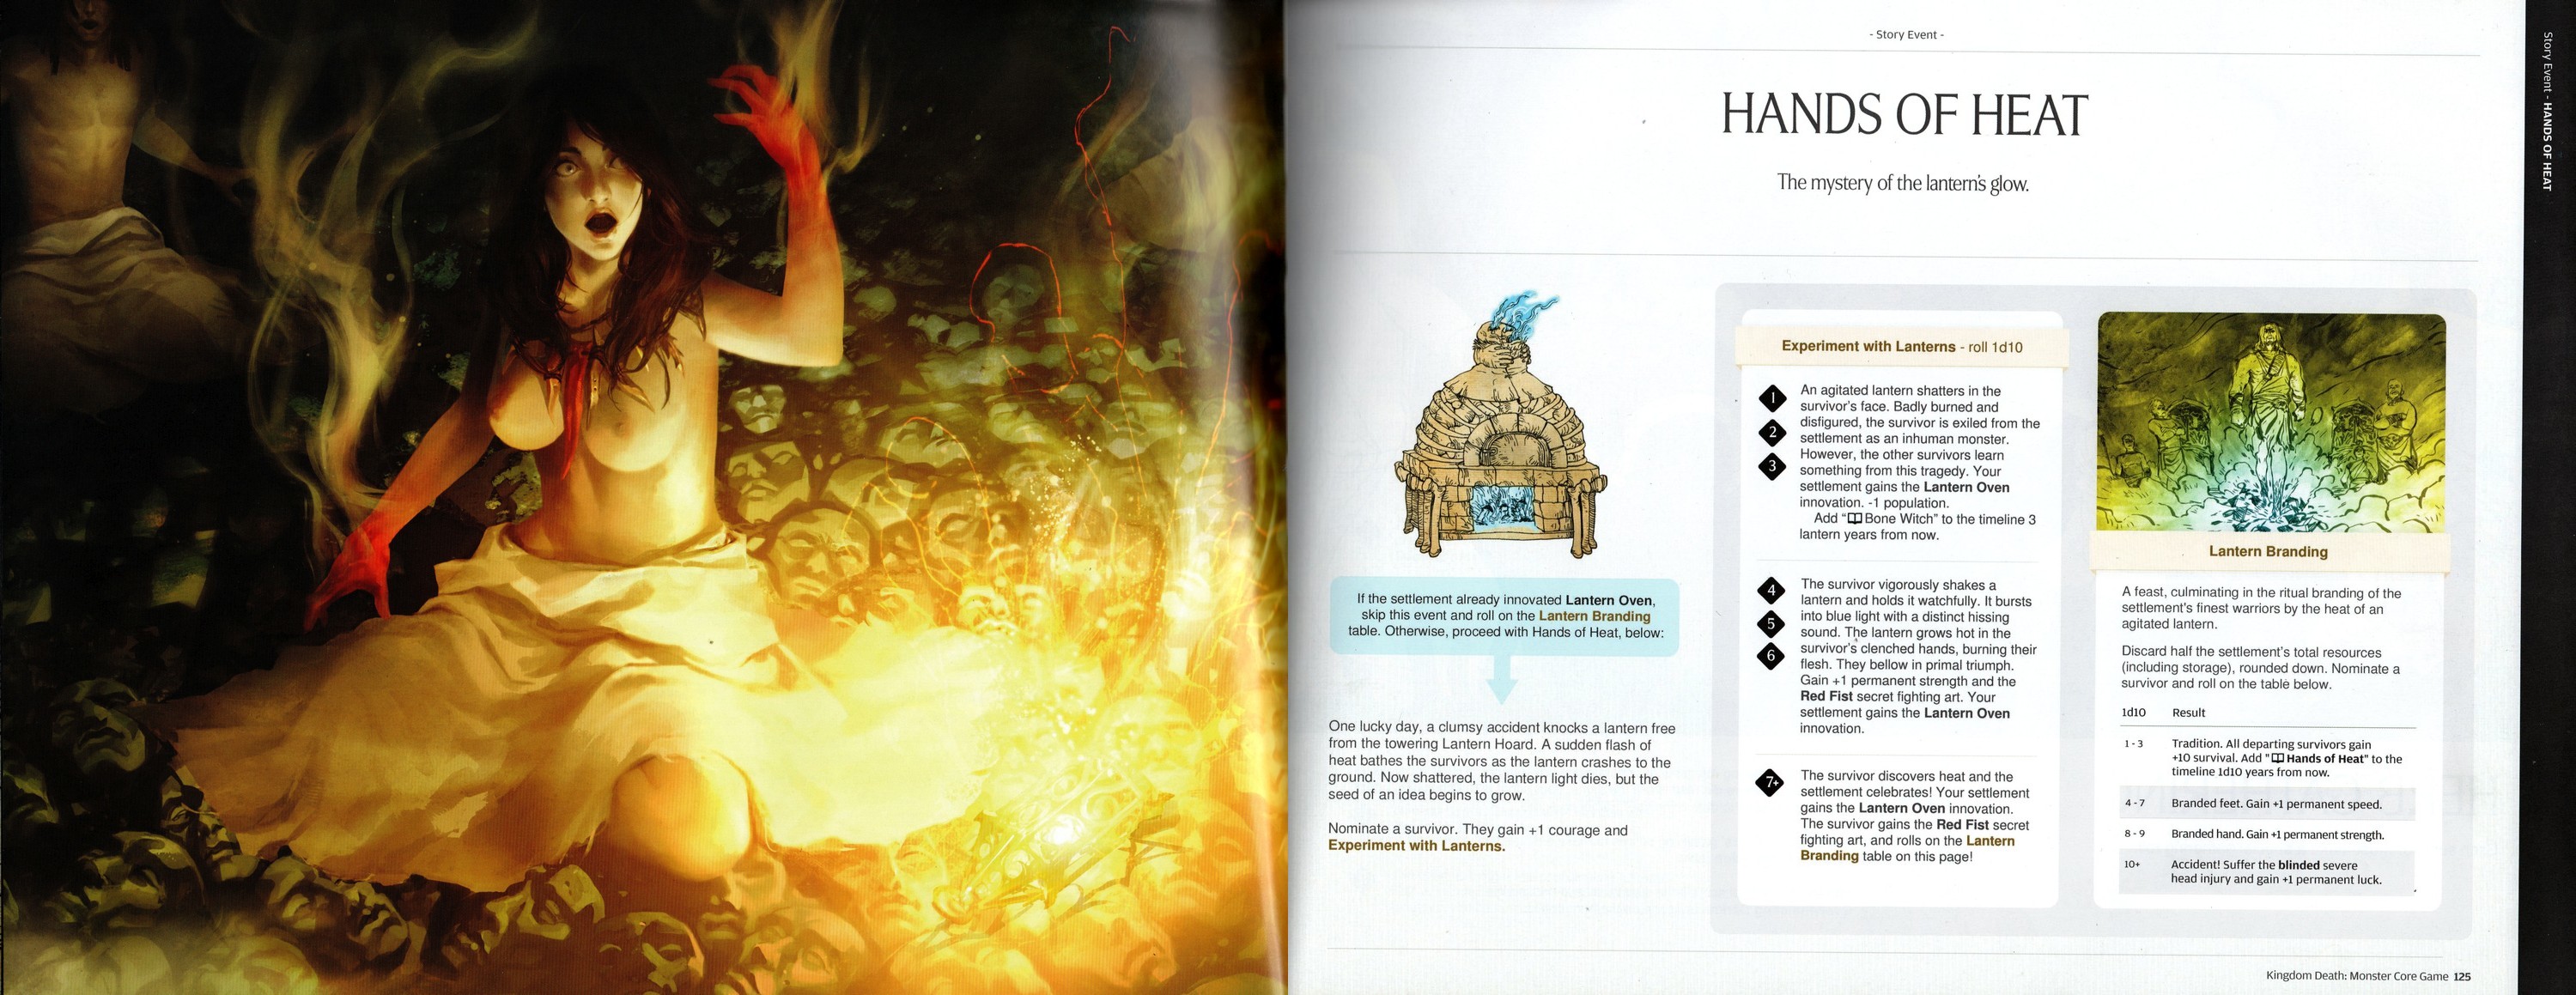 - Story Event -
HANDS OF HEAT
The mystery of the lantern's glow.
If the settlement already innovated Lantern Oven,
skip this event and roll on the Lantern Branding
table. Otherwise, proceed with Hands of Heat, below:
One lucky day, a clumsy accident knocks a lantern free
from the towering Lantern Hoard. A sudden flash of
heat bathes the survivors as the lantern crashes to the
ground. Now shattered, the lantern light dies, but the
seed of an idea begins to grow.
Nominate a survivor. They gain +1 courage and
Experiment with Lanterns.
Experiment with Lanterns - roll 1d10
1
2
3
An agitated lantern shatters in the
survivor's face. Badly burned and
disfigured, the survivor is exiled from the
settlement as an inhuman monster.
However, the other survivors learn
something from this tragedy. Your
settlement gains the Lantern Oven
innovation. -1 population.
Add "Bone Witch" to the timeline 3
lantern years from now.
4
5
6
The survivor vigorously shakes a
lantern and holds it watchfully. It bursts
into blue light with a distinct hissing
sound. The lantern grows hot in the
survivor's clenched hands, burning their
flesh. They bellow in primal triumph.
Gain +1 permanent strength and the
Red Fist secret fighting art. Your
settlement gains the Lantern Oven
innovation.
7+
The survivor discovers heat and the
settlement celebrates! Your settlement
gains the Lantern Oven innovation.
The survivor gains the Red Fist secret
fighting art, and rolls on the Lantern
Branding table on this page!
Lantern Branding
A feast, culminating in the ritual branding of the
settlement's finest warriors by the heat of an
agitated lantern.
Discard half the settlement's total resources
(including storage), rounded down. Nominate a
survivor and roll on the table below.
1d10 Result
1 - 3 Tradition. All departing survivors gain
+10 survival. Add "Hands of Heat" to the
timeline 1d10 years from now.
4 - 7 Branded feet. Gain +1 permanent speed.
8 - 9 Branded hand. Gain +1 permanent strength.
10+ Accident! Suffer the blinded severe
head injury and gain +1 permanent luck.
Kingdom Death: Monster Core Game 125
Story Event - HANDS OF HEAT